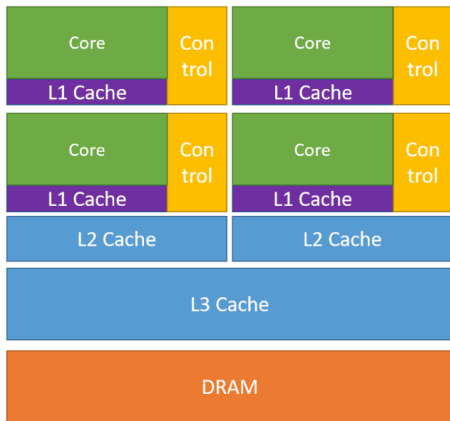 Core
Con
trol
L1 Cache
Core
Con
trol
L1 Cache
Core
Con
trol
L1 Cache
Core
Con
trol
L1 Cache
L2 Cache
L2 Cache
L3 Cache
DRAM